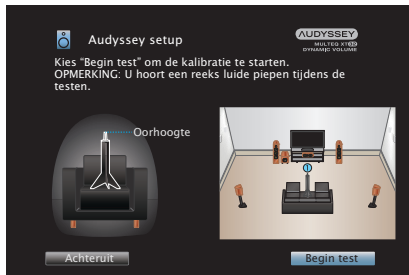 Audyssey setup
AUDYSSEY
MULTEQ XT32
DYNAMIC VOLUME
Kies “Begin test” om de kalibratie te starten.
OPMERKING: U hoort een reeks luide piepen tijdens de
testen.
Oorhoogte
1
Achteruit
Begin test